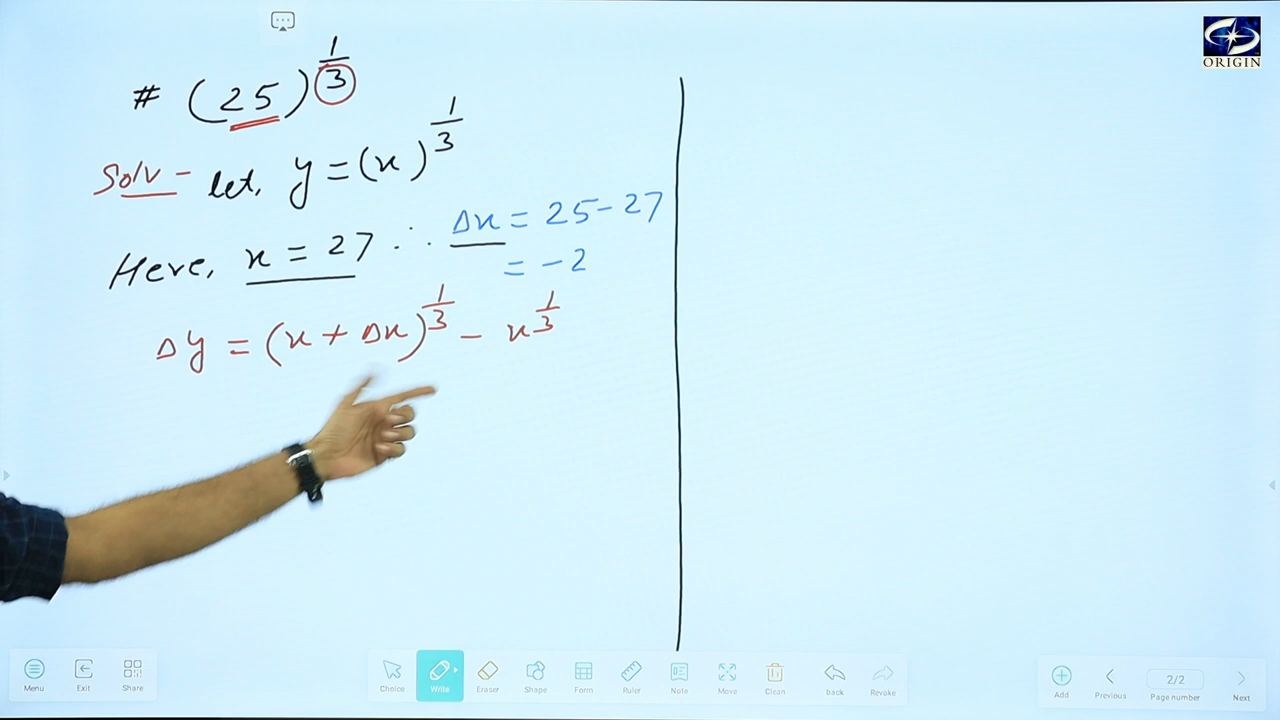 # (25)^(1/3)
Solv - let, y = (x)^(1/3)
Here, x = 27 ∴ Δx = 25 - 27
= -2
Δy = (x + Δx)^(1/3) - x^(1/3)
ORIGIN
Menu Exit Share Choice Write Eraser Shape Form Ruler Note Move Clean back Revoke Add Previous 2/2 Page number Next